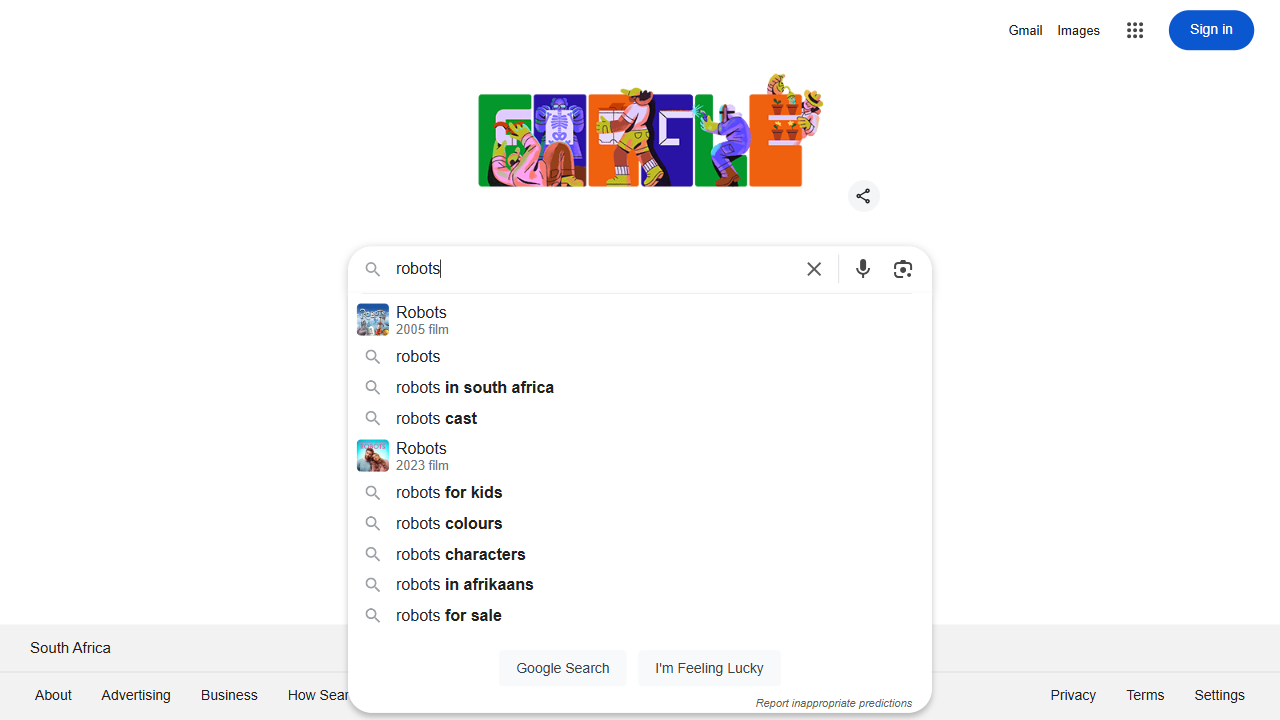 Gmail Images Sign in
robots
Robots
2005 film
robots
robots in south africa
robots cast
Robots
2023 film
robots for kids
robots colours
robots characters
robots in afrikaans
robots for sale
Google Search I'm Feeling Lucky
Report inappropriate predictions
South Africa
About Advertising Business How Sear Privacy Terms Settings